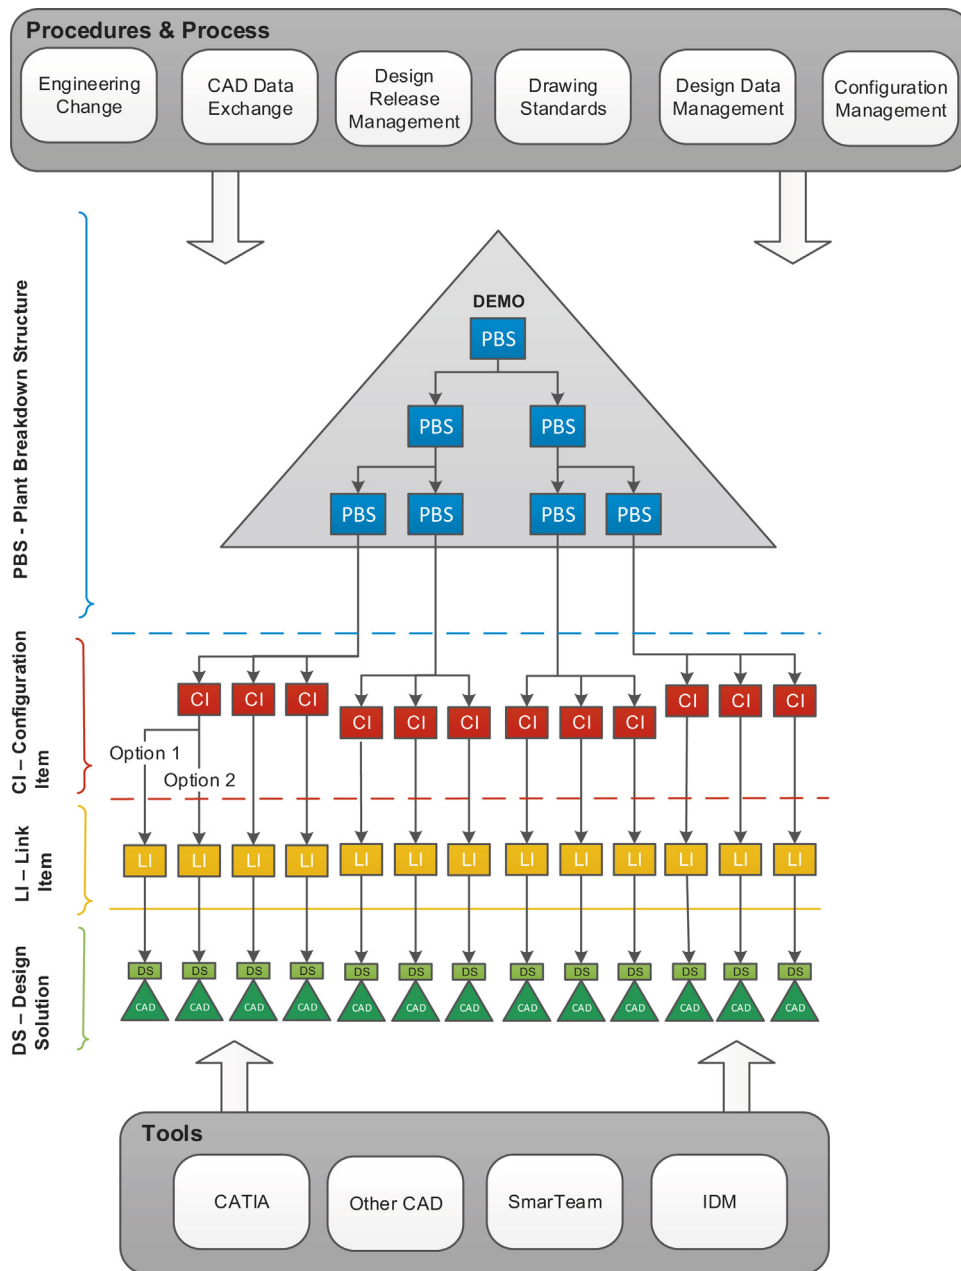 Procedures & Process
Engineering
Change
CAD Data
Exchange
Design
Release
Management
Drawing
Standards
Design Data
Management
Configuration
Management
PBS - Plant Breakdown Structure
DEMO
PBS
PBS
PBS
PBS
PBS
PBS
PBS
CI – Configuration
Item
CI
CI
CI
CI
CI
CI
CI
CI
CI
CI
CI
CI
Option 1
Option 2
LI – Link
Item
LI
LI
LI
LI
LI
LI
LI
LI
LI
LI
LI
LI
LI
DS – Design
Solution
DS
DS
DS
DS
DS
DS
DS
DS
DS
DS
DS
DS
DS
CAD
CAD
CAD
CAD
CAD
CAD
CAD
CAD
CAD
CAD
CAD
CAD
CAD
Tools
CATIA
Other CAD
SmarTeam
IDM